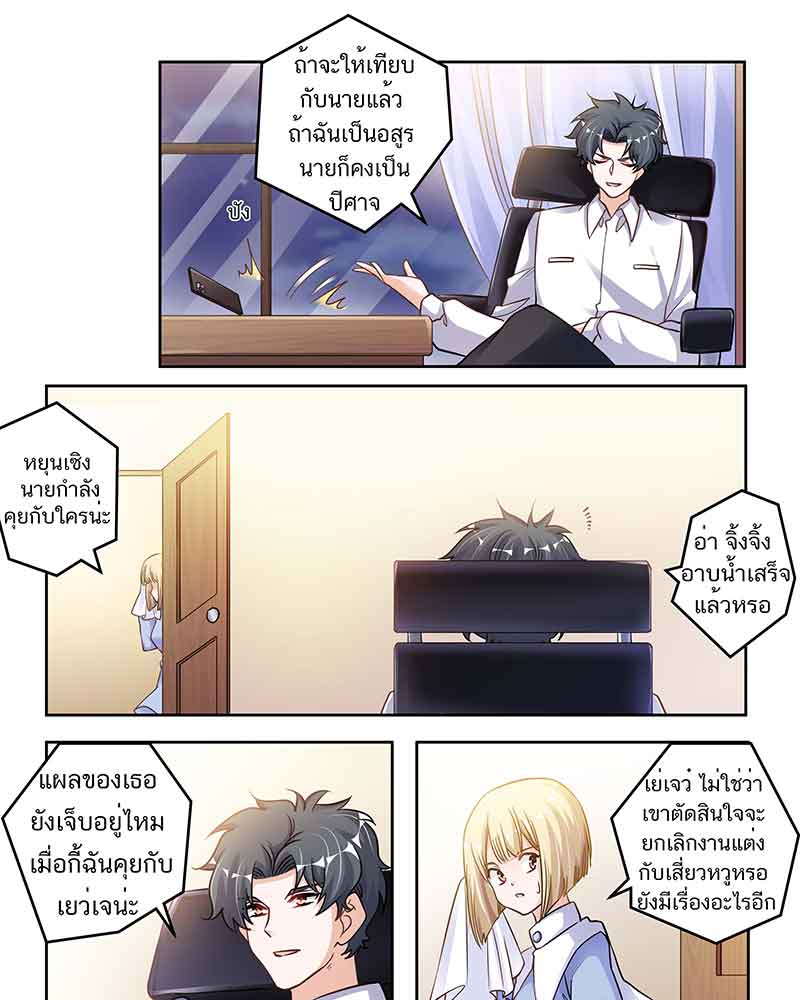 ถ้าจะให้เทียบ
กับนายแล้ว
ถ้าฉันเป็นอสูร
นายก็คงเป็น
ปีศาจ
ปัง
หยุนเซิง
นายกำลัง
คุยกับใครน่ะ
อ่า จิ้งจิ้ง
อาบน้ำเสร็จ
แล้วหรอ
แผลของเธอ
ยังเจ็บอยู่ไหม
เมื่อกี้ฉันคุยกับ
เยว่เจน่ะ
เย่เจว๋ ไม่ใช่ว่า
เขาตัดสินใจจะ
ยกเลิกงานแต่ง
กับเสี่ยวหวูหรอ
ยังมีเรื่องอะไรอีก